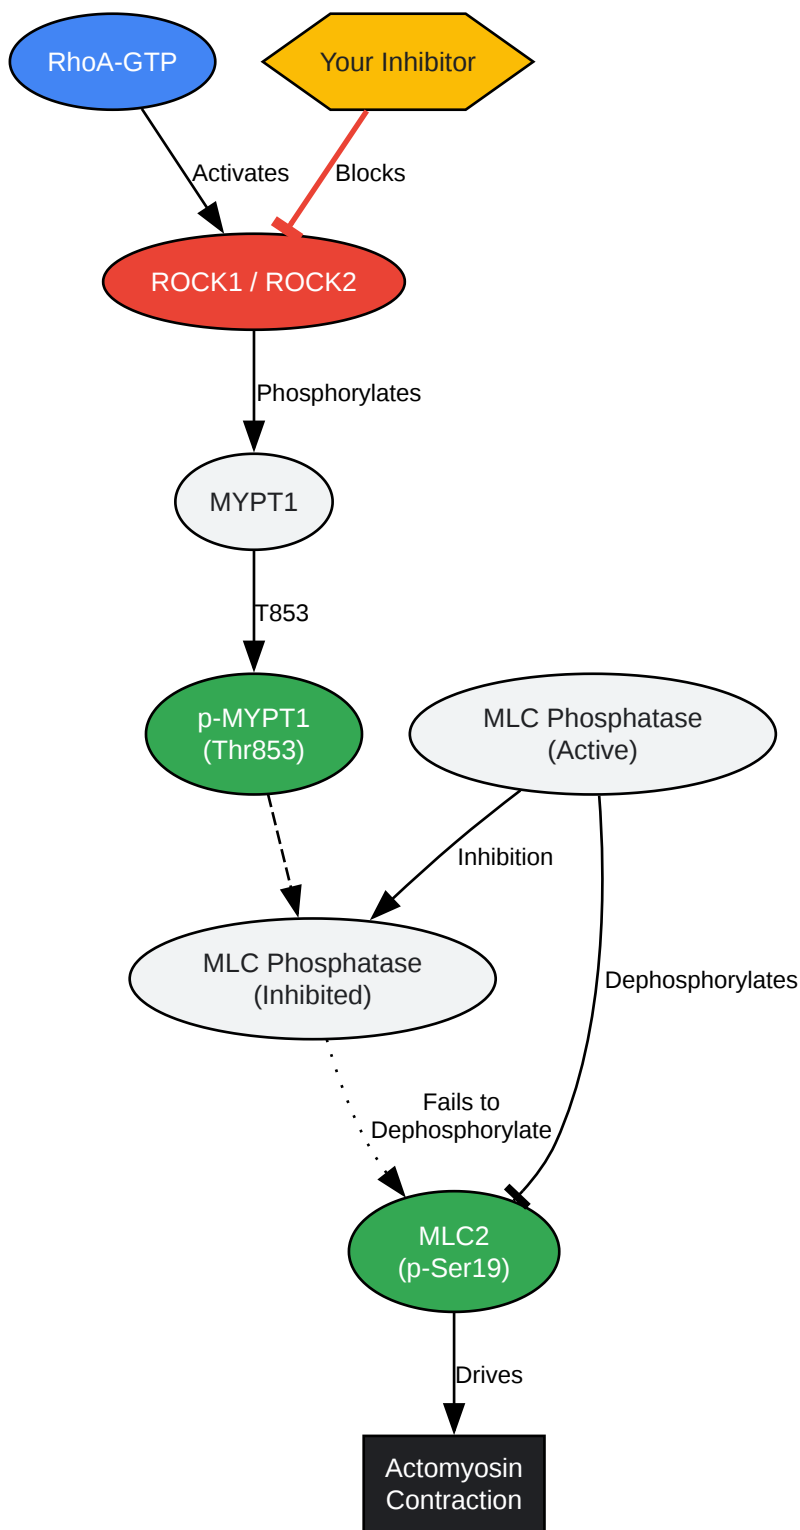 RhoA-GTP
Your Inhibitor
Activates
Blocks
ROCK1 / ROCK2
Phosphorylates
MYPT1
T853
p-MYPT1
(Thr853)
MLC Phosphatase
(Active)
Inhibition
MLC Phosphatase
(Inhibited)
Dephosphorylates
Fails to
Dephosphorylate
MLC2
(p-Ser19)
Drives
Actomyosin
Contraction